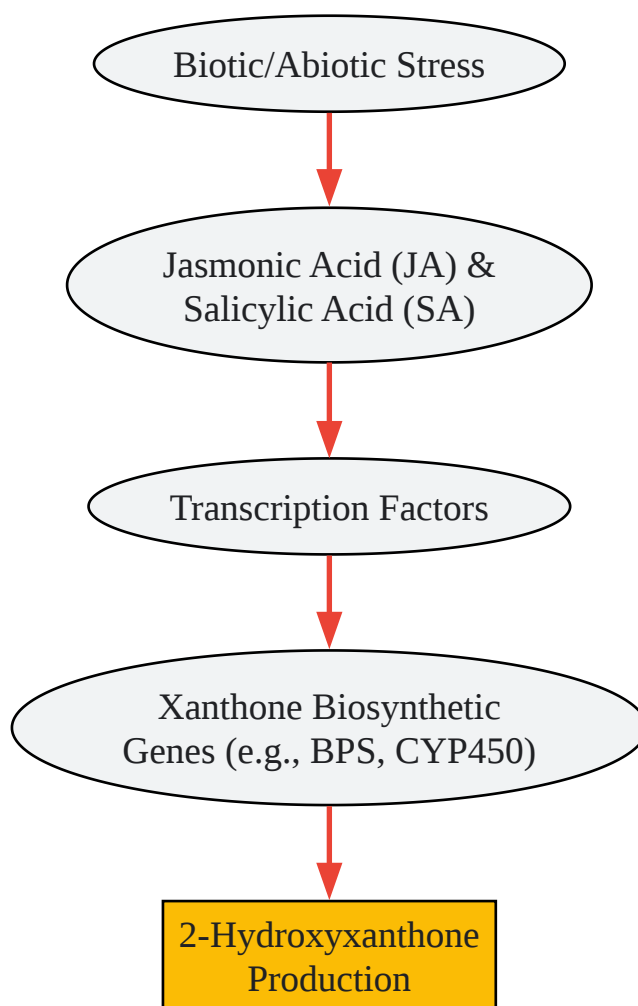 Biotic/Abiotic Stress
Jasmonic Acid (JA) &
Salicylic Acid (SA)
Transcription Factors
Xanthone Biosynthetic
Genes (e.g., BPS, CYP450)
2-Hydroxyxanthone
Production